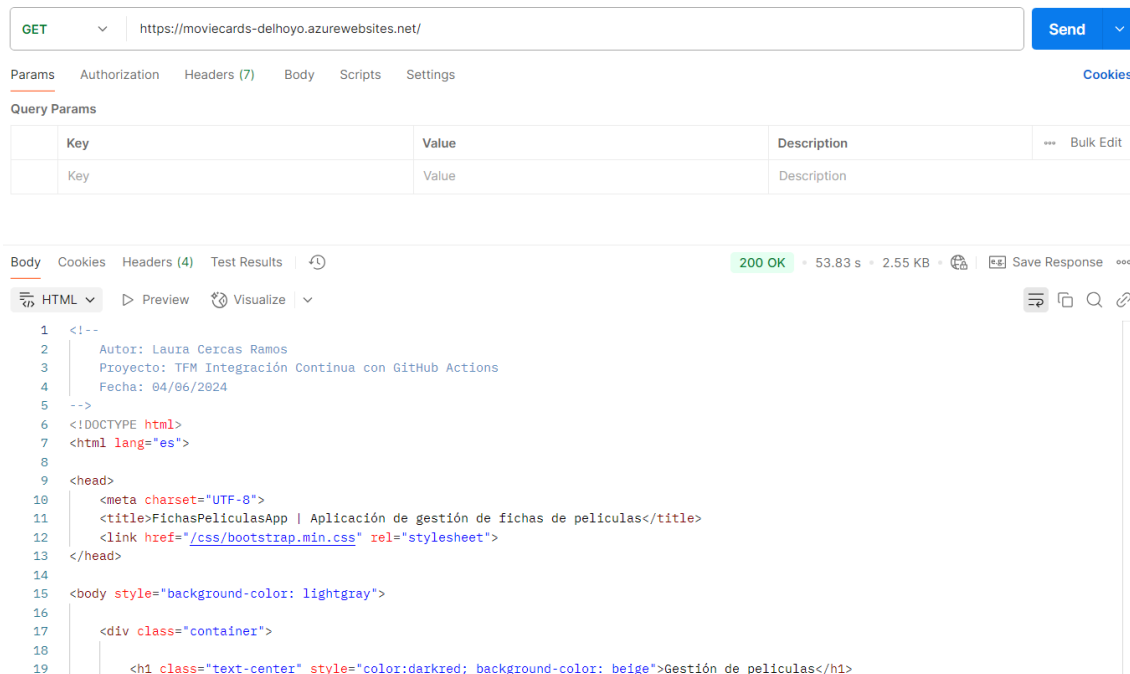 GET https://moviecards-delhoyo.azurewebsites.net/ Send
Params Authorization Headers (7) Body Scripts Settings Cookies
Query Params
Key Value Description Bulk Edit
Key Value Description
Body Cookies Headers (4) Test Results 200 OK 53.83 s 2.55 KB e.g. Save Response
HTML Preview Visualize
1 <!--
2 Autor: Laura Cercas Ramos
3 Proyecto: TFM Integración Continua con GitHub Actions
4 Fecha: 04/06/2024
5 -->
6 <!DOCTYPE html>
7 <html lang="es">
8
9 <head>
10 <meta charset="UTF-8">
11 <title>FichasPeliculasApp | Aplicación de gestión de fichas de peliculas</title>
12 <link href="/css/bootstrap.min.css" rel="stylesheet">
13 </head>
14
15 <body style="background-color: lightgray">
16
17 <div class="container">
18
19 <h1 class="text-center" style="color:darkred; background-color: beige">Gestión de peliculas</h1>